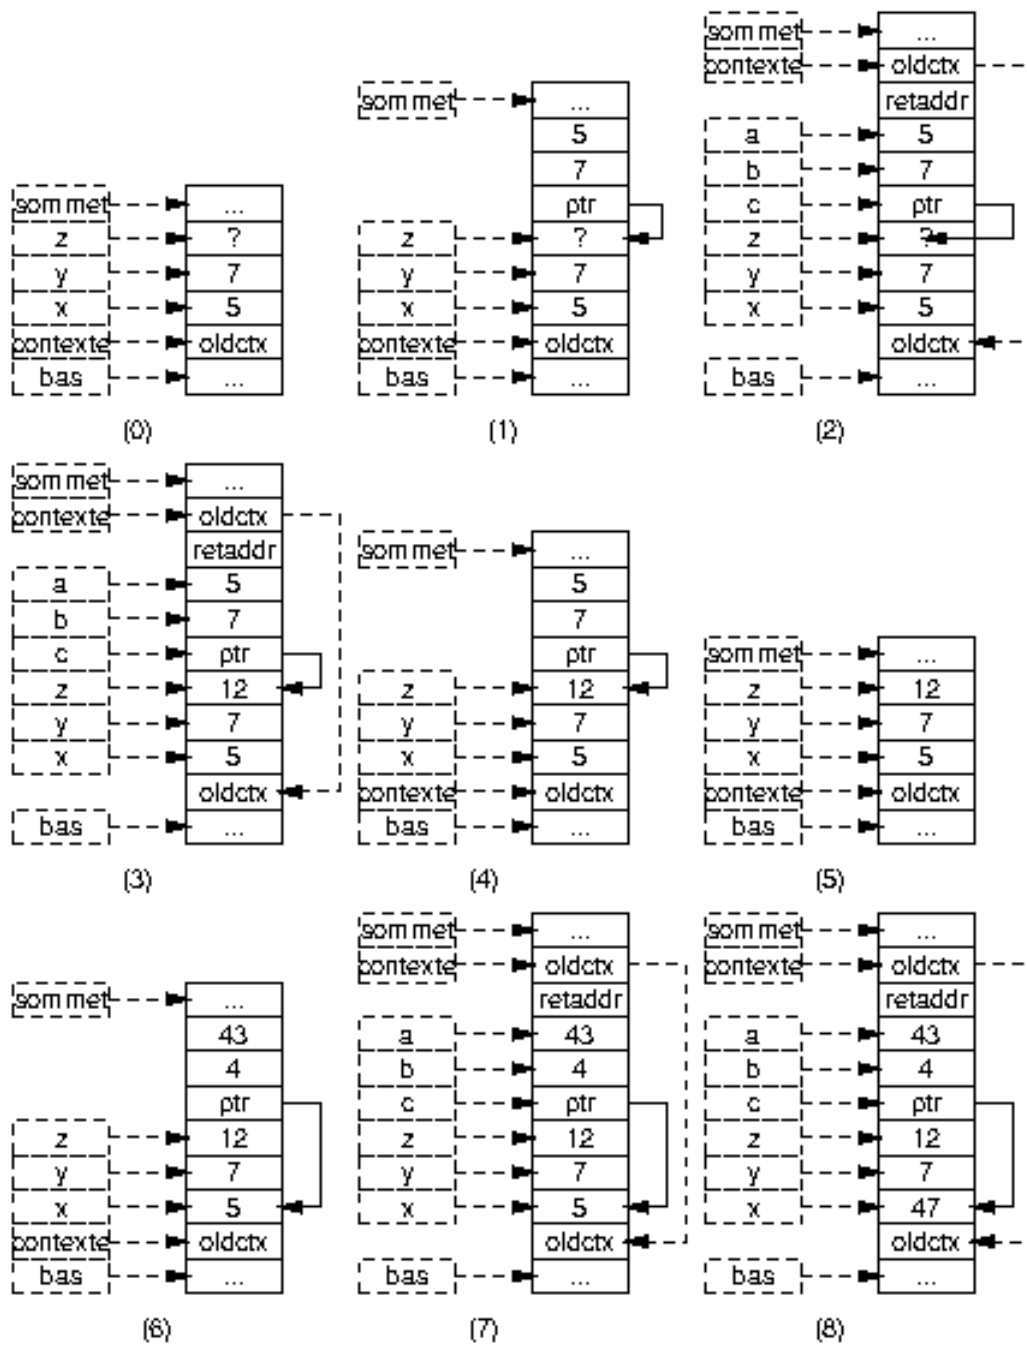 sommet ...
z ?
y 7
x 5
contexte oldctx
bas ...
(0)
sommet ...
5
7
ptr
z ?
y 7
x 5
contexte oldctx
bas ...
(1)
sommet ...
contexte oldctx
retaddr
a 5
b 7
c ptr
z ?
y 7
x 5
oldctx
bas ...
(2)
sommet ...
contexte oldctx
retaddr
a 5
b 7
c ptr
z 12
y 7
x 5
oldctx
bas ...
(3)
sommet ...
5
7
ptr
z 12
y 7
x 5
contexte oldctx
bas ...
(4)
sommet ...
z 12
y 7
x 5
contexte oldctx
bas ...
(5)
sommet ...
43
4
ptr
z 12
y 7
x 5
contexte oldctx
bas ...
(6)
sommet ...
contexte oldctx
retaddr
a 43
b 4
c ptr
z 12
y 7
x 5
oldctx
bas ...
(7)
sommet ...
contexte oldctx
retaddr
a 43
b 4
c ptr
z 12
y 7
x 47
oldctx
bas ...
(8)